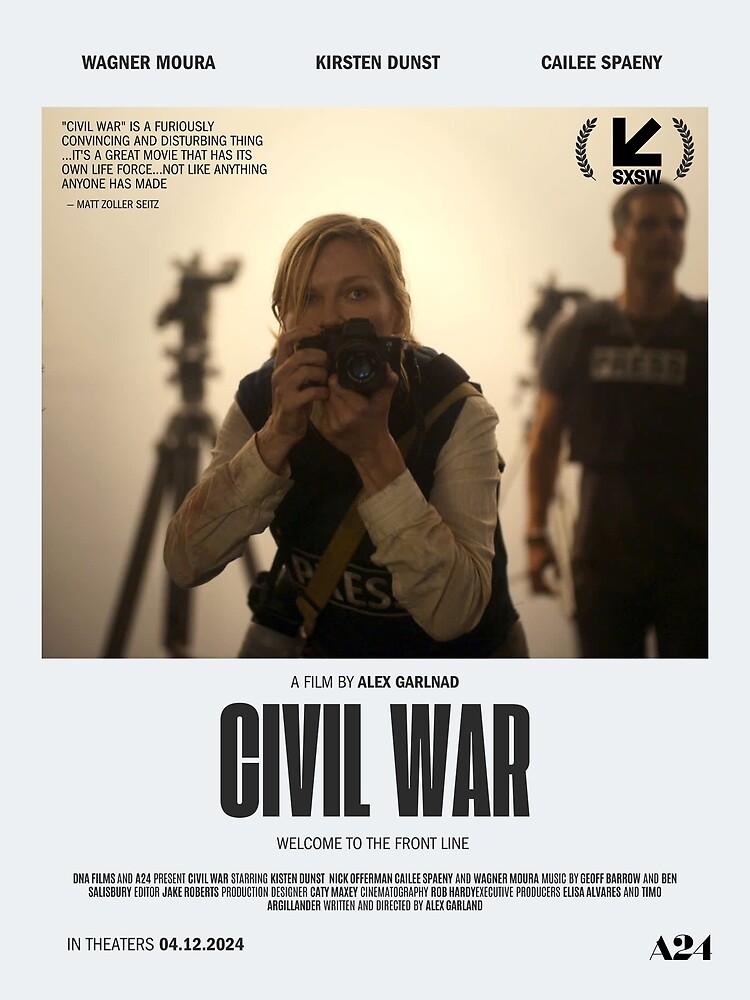 WAGNER MOURA KIRSTEN DUNST CAILEE SPAENY
"CIVIL WAR" IS A FURIOUSLY
CONVINCING AND DISTURBING THING
...IT'S A GREAT MOVIE THAT HAS ITS
OWN LIFE FORCE...NOT LIKE ANYTHING
ANYONE HAS MADE
— MATT ZOLLER SEITZ
SXSW
PRESS
PRESS
A FILM BY ALEX GARLNAD
CIVIL WAR
WELCOME TO THE FRONT LINE
DNA FILMS AND A24 PRESENT CIVIL WAR STARRING KISTEN DUNST NICK OFFERMAN CAILEE SPAENY AND WAGNER MOURA MUSIC BY GEOFF BARROW AND BEN
SALISBURY EDITOR JAKE ROBERTS PRODUCTION DESIGNER CATY MAXEY CINEMATOGRAPHY ROB HARDYEXECUTIVE PRODUCERS ELISA ALVARES AND TIMO
ARGILLANDER WRITTEN AND DIRECTED BY ALEX GARLAND
IN THEATERS 04.12.2024
A24